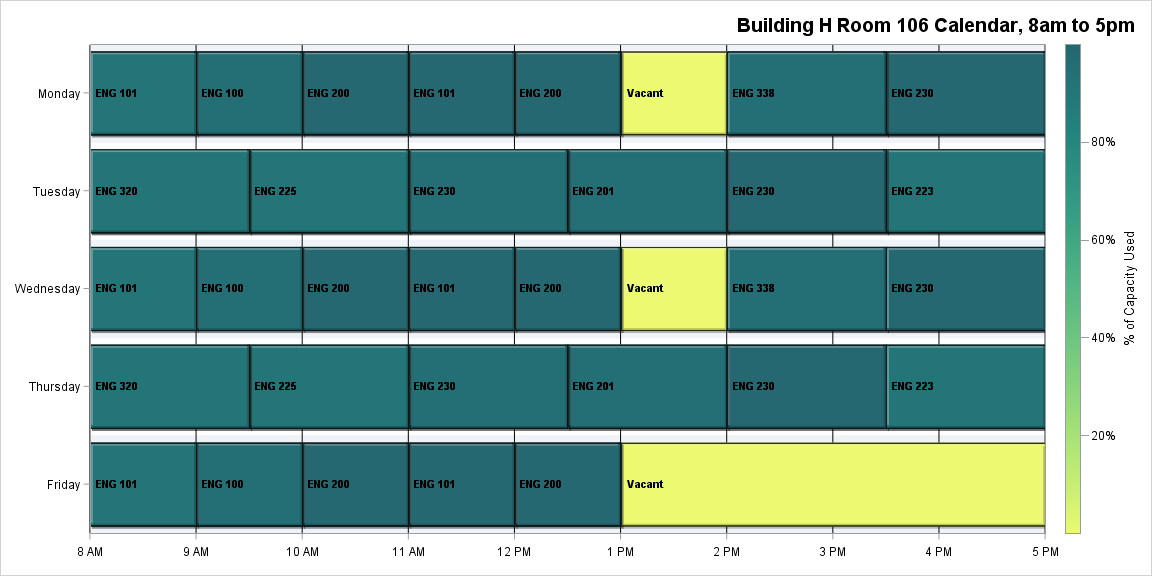 Building H Room 106 Calendar, 8am to 5pm
Monday
ENG 101 ENG 100 ENG 200 ENG 101 ENG 200 Vacant ENG 338 ENG 230
Tuesday
ENG 320 ENG 225 ENG 230 ENG 201 ENG 230 ENG 223
Wednesday
ENG 101 ENG 100 ENG 200 ENG 101 ENG 200 Vacant ENG 338 ENG 230
Thursday
ENG 320 ENG 225 ENG 230 ENG 201 ENG 230 ENG 223
Friday
ENG 101 ENG 100 ENG 200 ENG 101 ENG 200 Vacant
8 AM 9 AM 10 AM 11 AM 12 PM 1 PM 2 PM 3 PM 4 PM 5 PM
80%
60%
40%
20%
% of Capacity Used